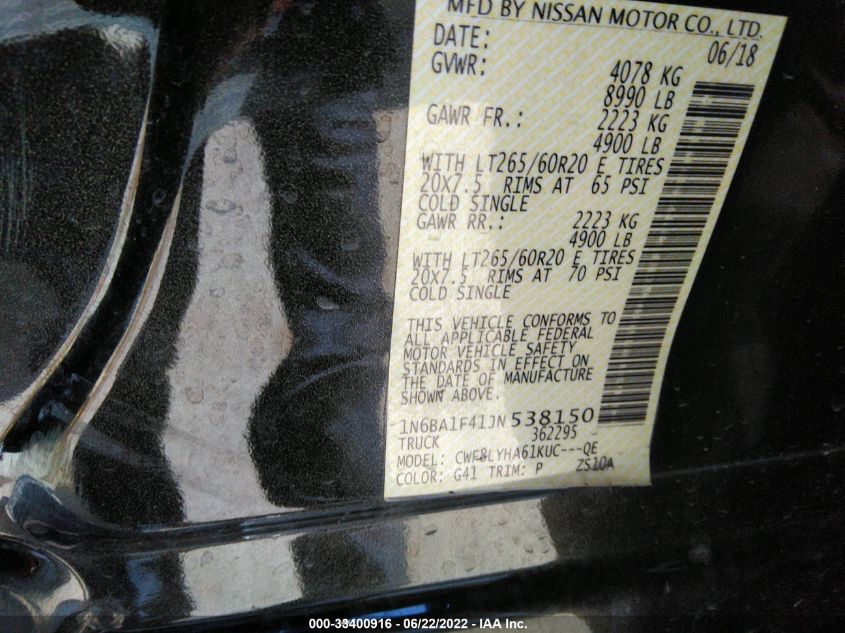 MFD BY NISSAN MOTOR CO., LTD.
DATE: 06/18
GVWR: 4078 KG
8990 LB
GAWR FR.: 2223 KG
4900 LB
WITH LT265/60R20 E TIRES
20X7.5 RIMS AT 65 PSI
COLD SINGLE
GAWR RR.: 2223 KG
4900 LB
WITH LT265/60R20 E TIRES
20X7.5 RIMS AT 70 PSI
COLD SINGLE
THIS VEHICLE CONFORMS TO
ALL APPLICABLE FEDERAL
MOTOR VEHICLE SAFETY
STANDARDS IN EFFECT ON
THE DATE OF MANUFACTURE
SHOWN ABOVE.
1N6BA1F41JN538150
TRUCK 362295
MODEL: CWF8LYHA61KUC---QE
COLOR: G41 TRIM: P ZS10A
000-33400916 - 06/22/2022 - IAA Inc.